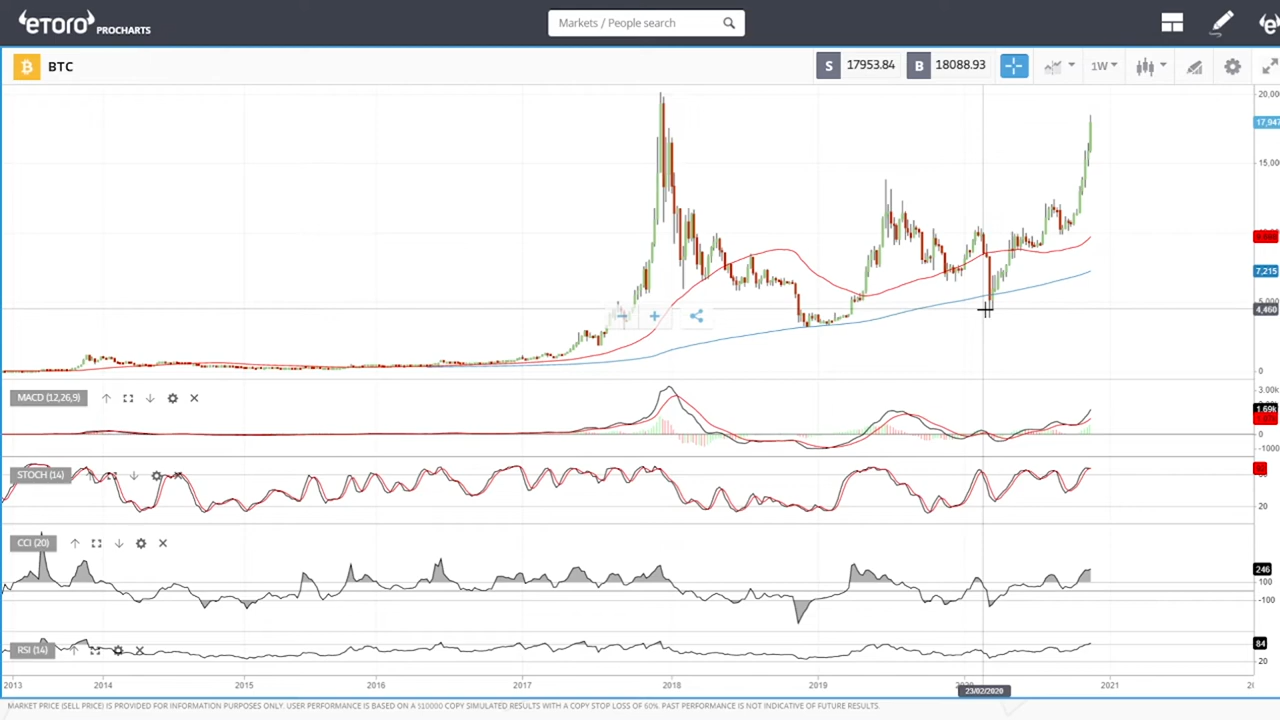 eTORO PROCHARTS
Markets / People search
BTC
S 17953.84 B 18088.93
1W
20,000
17,947
15,000
7,215
5,000
4,460
0
MACD (12,26,9)
3.00k
1.69k
0
-1000
STOCH (14)
20
CCI (20)
246
100
-100
RSI (14)
84
20
2013 2014 2015 2016 2017 2018 2019 2020 2021
23/02/2020
MARKET PRICE (SELL PRICE) IS PROVIDED FOR INFORMATION PURPOSES ONLY. USER PERFORMANCE IS BASED ON A $10000 COPY SIMULATED RESULTS WITH A COPY STOP LOSS OF 60%. PAST PERFORMANCE IS NOT INDICATIVE OF FUTURE RESULTS.